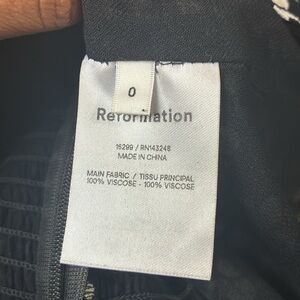 0
Reformation
15299 / RN143248
MADE IN CHINA
MAIN FABRIC / TISSU PRINCIPAL
100% VISCOSE - 100% VISCOSE